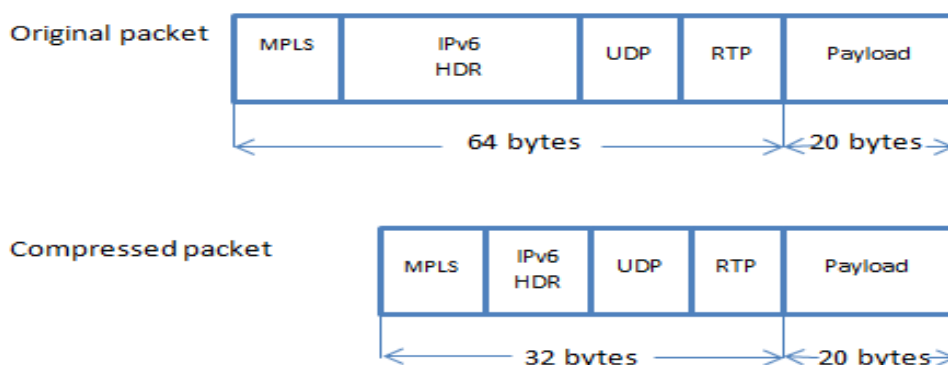 Original packet
MPLS
IPv6
HDR
UDP
RTP
Payload
64 bytes
20 bytes
Compressed packet
MPLS
IPv6
HDR
UDP
RTP
Payload
32 bytes
20 bytes